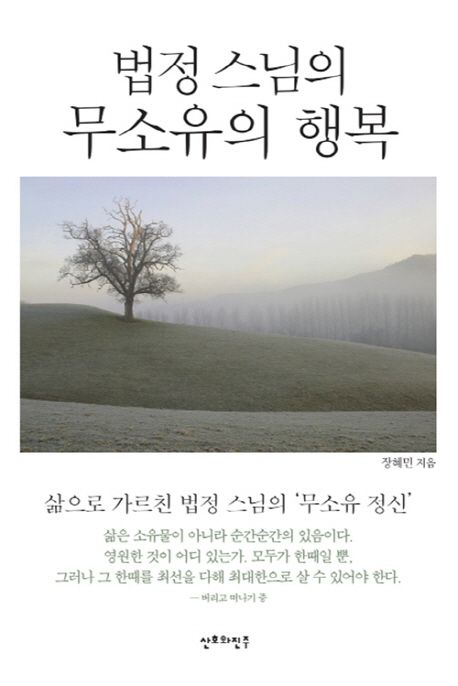 법정 스님의
무소유의 행복
장혜민 지음
삶으로 가르친 법정 스님의 ‘무소유 정신’
삶은 소유물이 아니라 순간순간의 있음이다.
영원한 것이 어디 있는가. 모두가 한때일 뿐,
그러나 그 한때를 최선을 다해 최대한으로 살 수 있어야 한다.
— 버리고 떠나기 중
산호와진주